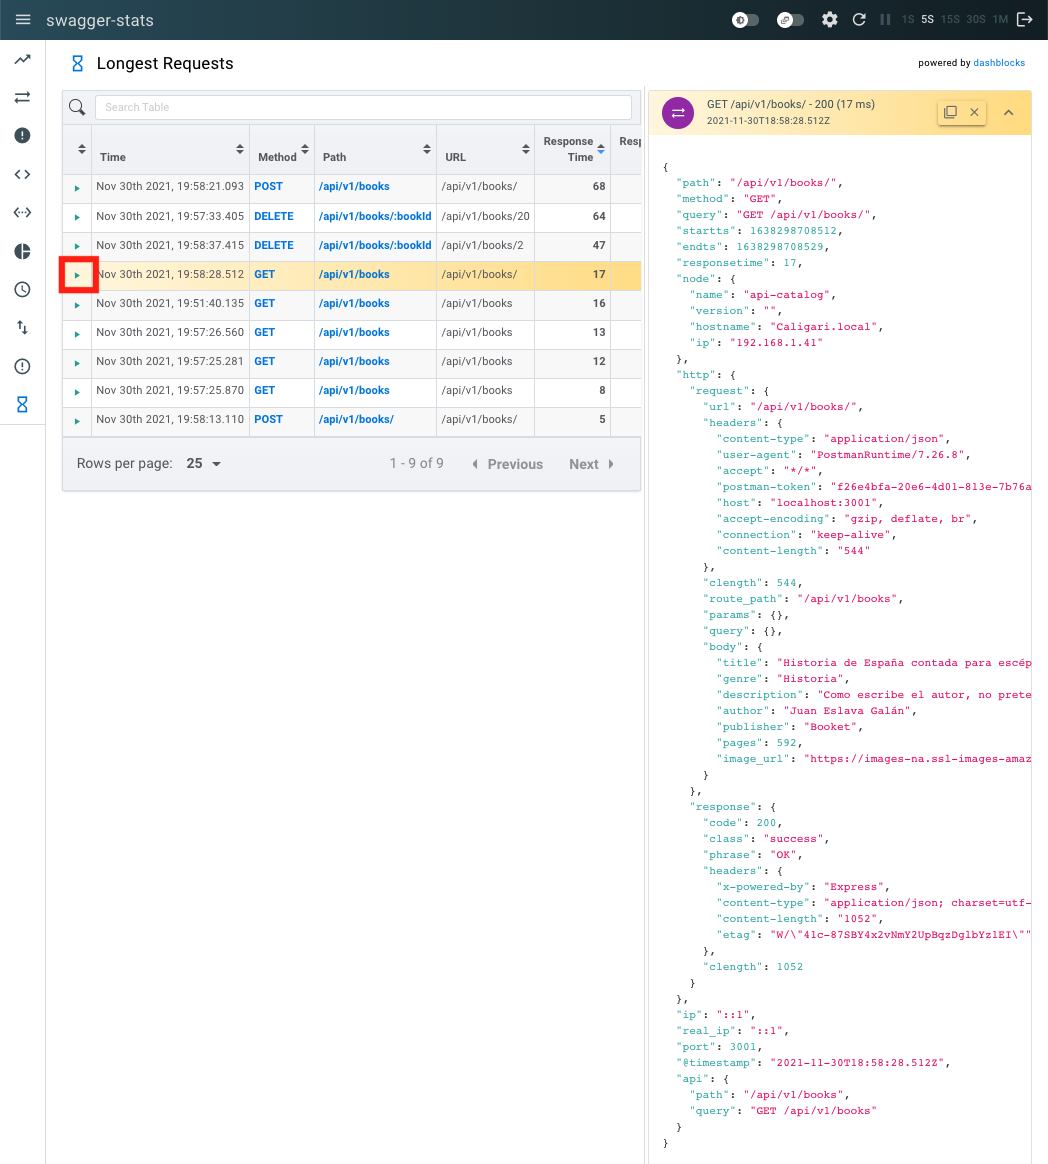 swagger-stats
1S 5S 15S 30S 1M
Longest Requests
powered by dashblocks
Search Table
Time Method Path URL Response Time Resp
Nov 30th 2021, 19:58:21.093 POST /api/v1/books /api/v1/books/ 68
Nov 30th 2021, 19:57:33.405 DELETE /api/v1/books/:bookId /api/v1/books/20 64
Nov 30th 2021, 19:58:37.415 DELETE /api/v1/books/:bookId /api/v1/books/2 47
Nov 30th 2021, 19:58:28.512 GET /api/v1/books /api/v1/books/ 17
Nov 30th 2021, 19:51:40.135 GET /api/v1/books /api/v1/books 16
Nov 30th 2021, 19:57:26.560 GET /api/v1/books /api/v1/books 13
Nov 30th 2021, 19:57:25.281 GET /api/v1/books /api/v1/books 12
Nov 30th 2021, 19:57:25.870 GET /api/v1/books /api/v1/books 8
Nov 30th 2021, 19:58:13.110 POST /api/v1/books/ /api/v1/books/ 5
Rows per page: 25 1 - 9 of 9 Previous Next
GET /api/v1/books/ - 200 (17 ms)
2021-11-30T18:58:28.512Z
{
"path": "/api/v1/books/",
"method": "GET",
"query": "GET /api/v1/books/",
"startts": 1638298708512,
"endts": 1638298708529,
"responsetime": 17,
"node": {
"name": "api-catalog",
"version": "",
"hostname": "Caligari.local",
"ip": "192.168.1.41"
},
"http": {
"request": {
"url": "/api/v1/books/",
"headers": {
"content-type": "application/json",
"user-agent": "PostmanRuntime/7.26.8",
"accept": "*/*",
"postman-token": "f26e4bfa-20e6-4d01-813e-7b76a
"host": "localhost:3001",
"accept-encoding": "gzip, deflate, br",
"connection": "keep-alive",
"content-length": "544"
},
"clength": 544,
"route_path": "/api/v1/books",
"params": {},
"query": {},
"body": {
"title": "Historia de España contada para escép
"genre": "Historia",
"description": "Como escribe el autor, no prete
"author": "Juan Eslava Galán",
"publisher": "Booket",
"pages": 592,
"image_url": "https://images-na.ssl-images-amaz
}
},
"response": {
"code": 200,
"class": "success",
"phrase": "OK",
"headers": {
"x-powered-by": "Express",
"content-type": "application/json; charset=utf-
"content-length": "1052",
"etag": "W/\"41c-87SBY4x2vNmY2UpBqzDglbYz1EI\""
},
"clength": 1052
}
},
"ip": "::1",
"real_ip": "::1",
"port": 3001,
"@timestamp": "2021-11-30T18:58:28.512Z",
"api": {
"path": "/api/v1/books",
"query": "GET /api/v1/books"
}
}